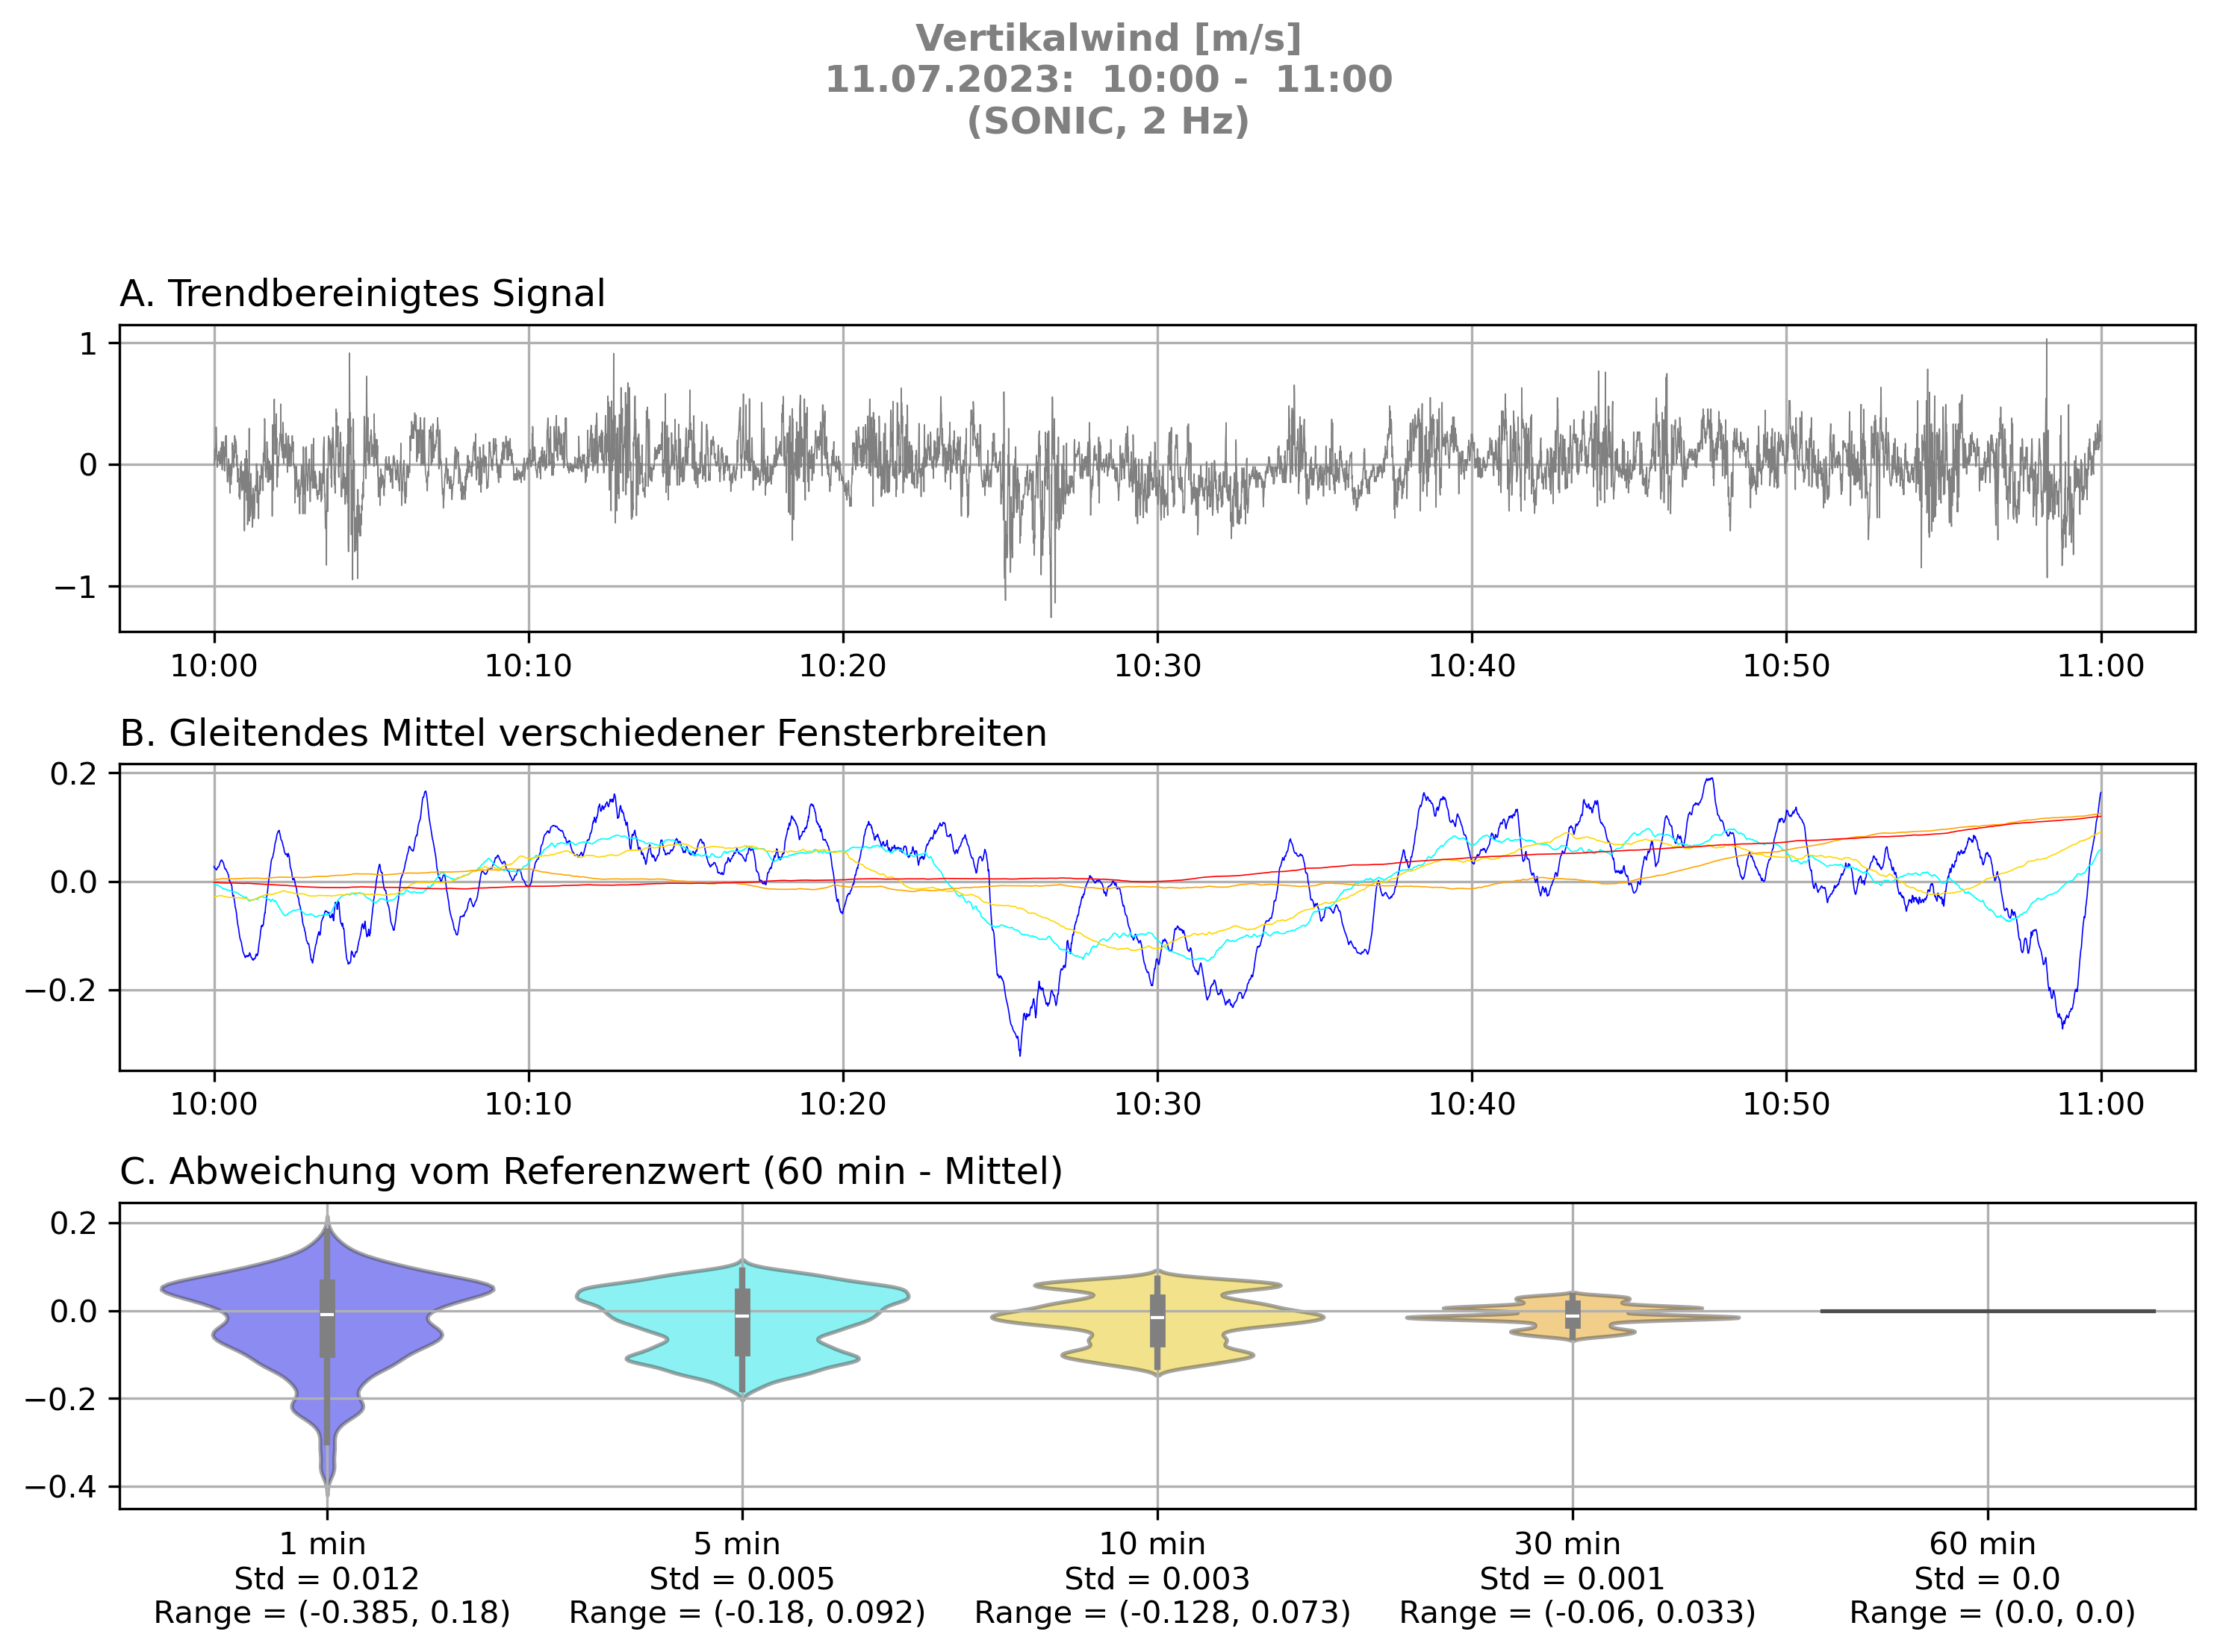 Vertikalwind [m/s]
11.07.2023:  10:00 -  11:00
(SONIC, 2 Hz)
A. Trendbereinigtes Signal
1
0
−1
10:00 10:10 10:20 10:30 10:40 10:50 11:00
B. Gleitendes Mittel verschiedener Fensterbreiten
0.2
0.0
−0.2
10:00 10:10 10:20 10:30 10:40 10:50 11:00
C. Abweichung vom Referenzwert (60 min - Mittel)
0.2
0.0
−0.2
−0.4
1 min 5 min 10 min 30 min 60 min
Std = 0.012 Std = 0.005 Std = 0.003 Std = 0.001 Std = 0.0
Range = (-0.385, 0.18) Range = (-0.18, 0.092) Range = (-0.128, 0.073) Range = (-0.06, 0.033) Range = (0.0, 0.0)